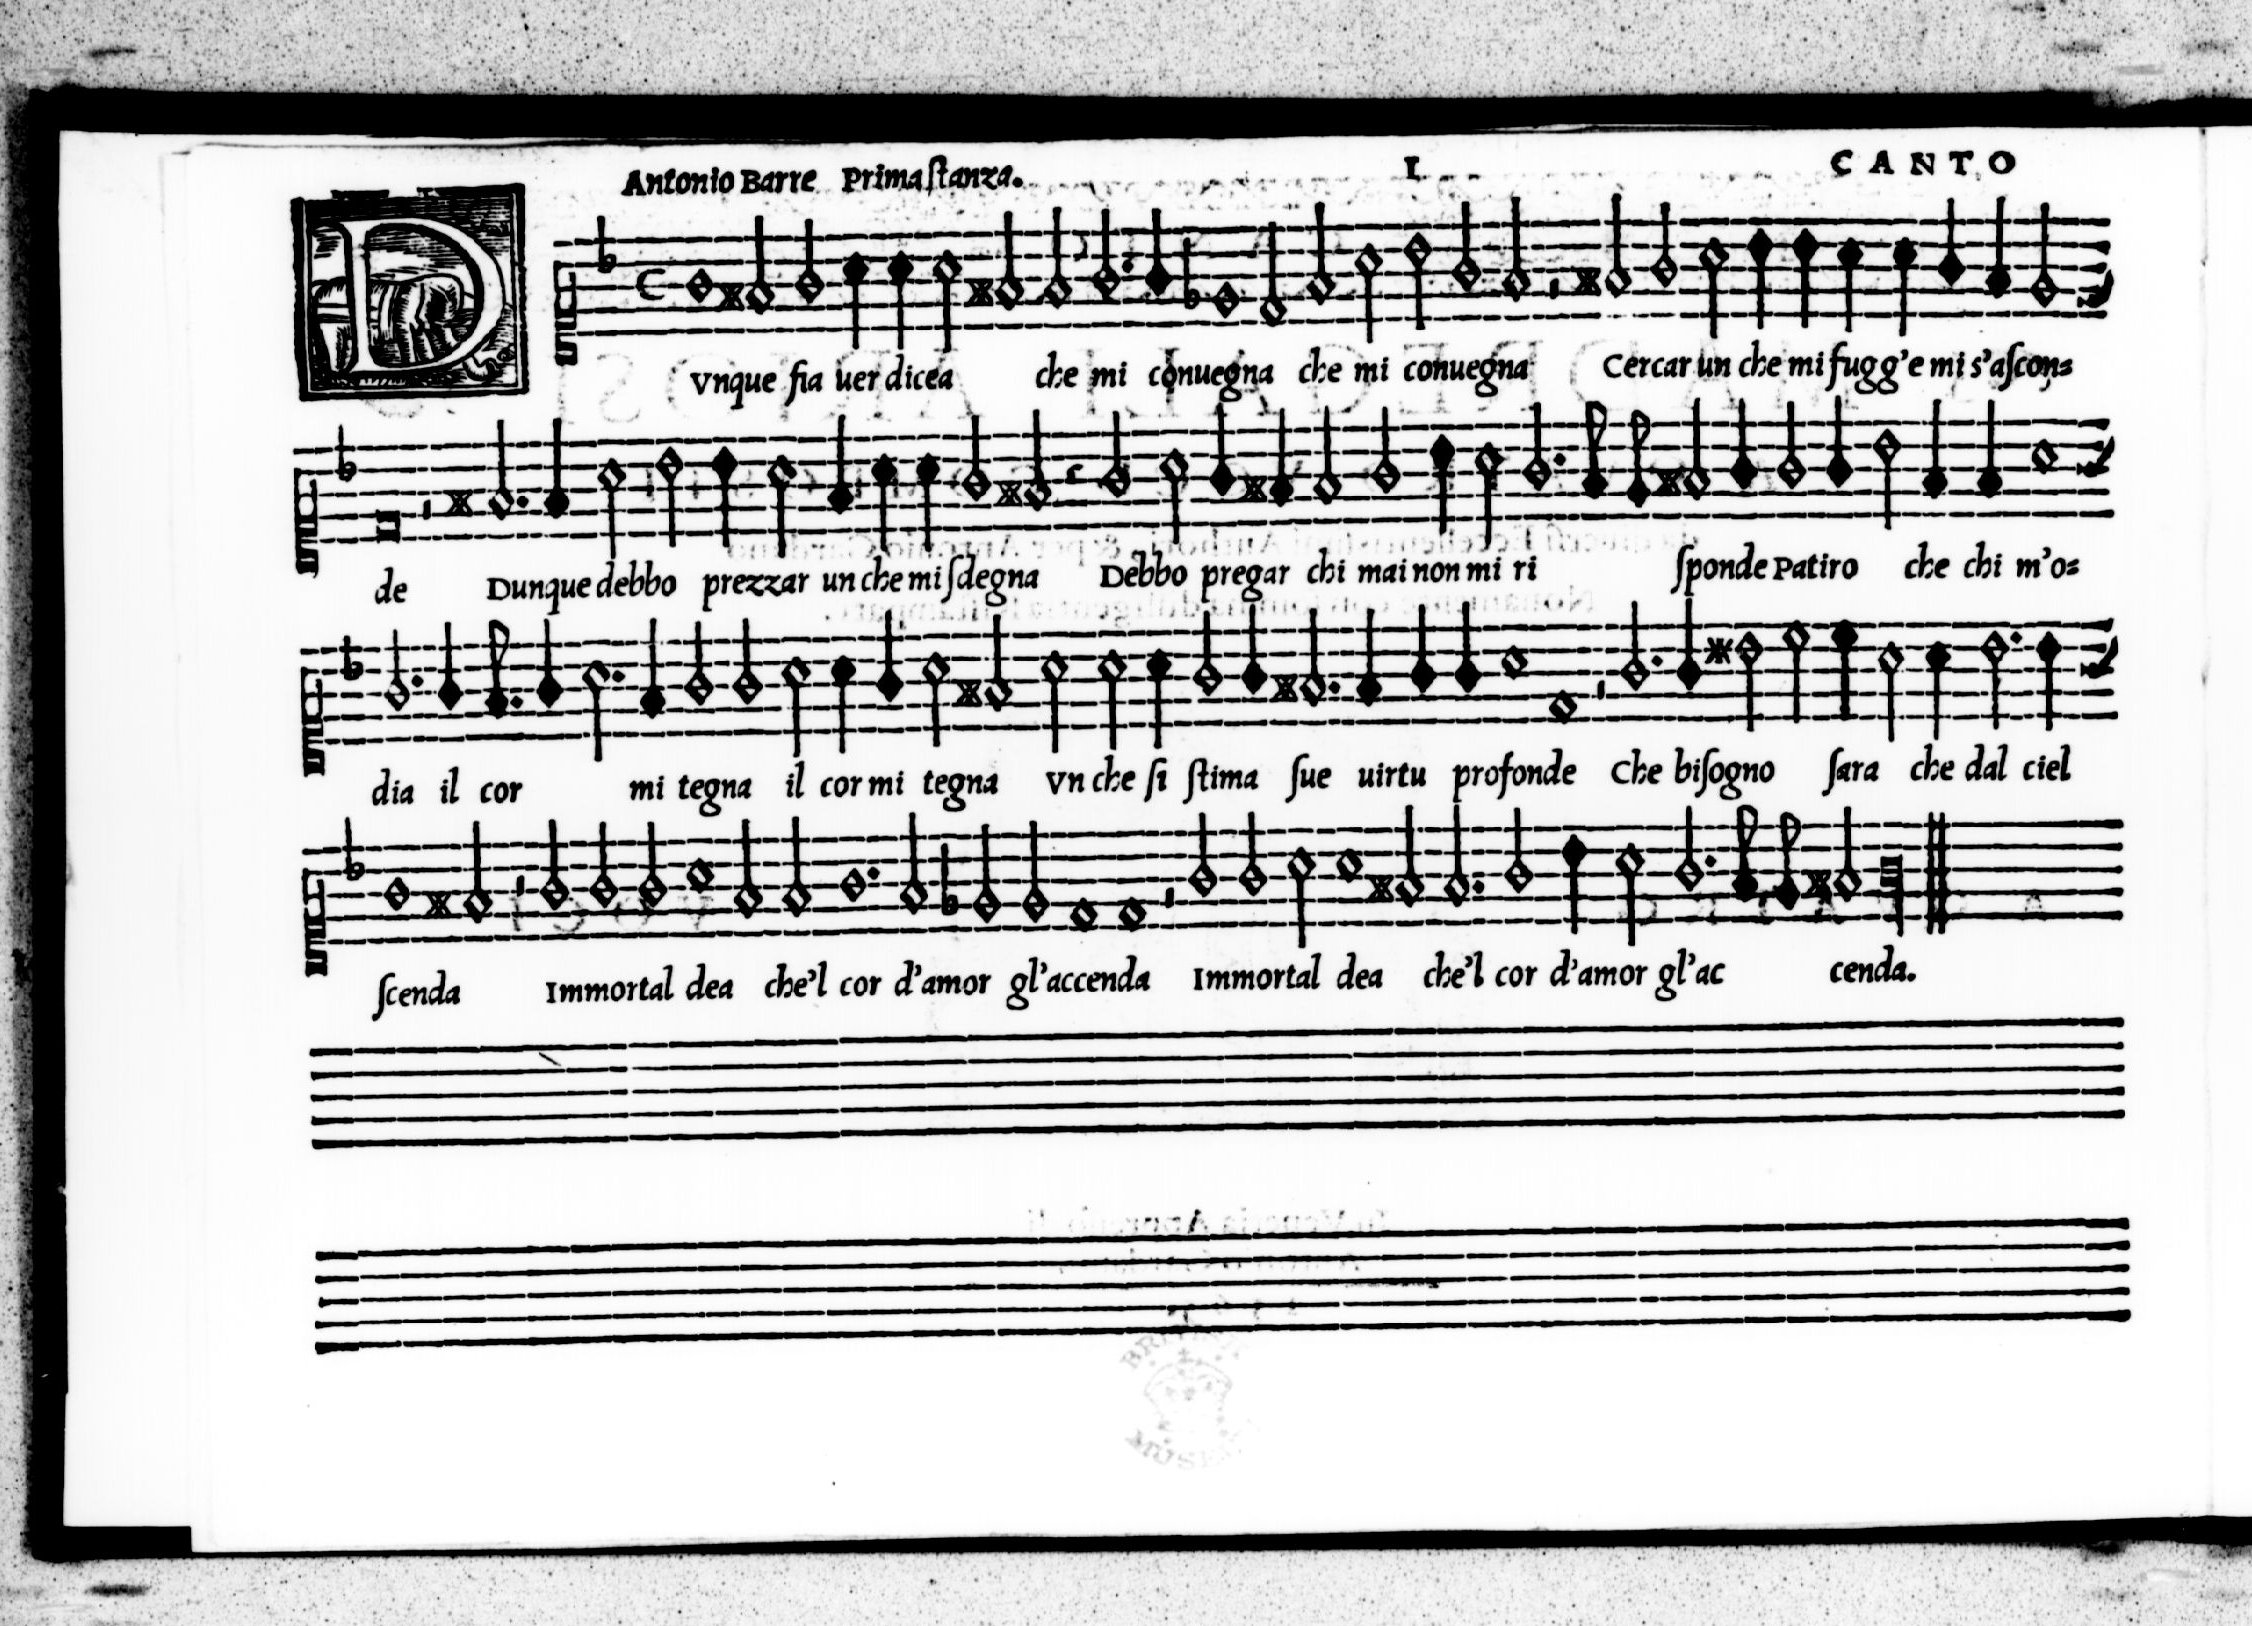 Antonio Barre Prima ſtanza. I CANTO
D Vnque fia uer dicea che mi conuegna che mi conuegna Cercar un che mi fugg'e mi s'aſcon=
de Dunque debbo prezzar un che mi ſdegna Debbo pregar chi mai non mi ri ſponde Patiro che chi m'o=
dia il cor mi tegna il cor mi tegna Vn che ſi ſtima ſue uirtu profonde Che biſogno ſara che dal ciel
ſcenda Immortal dea che'l cor d'amor gl'accenda Immortal dea che'l cor d'amor gl'ac cenda.